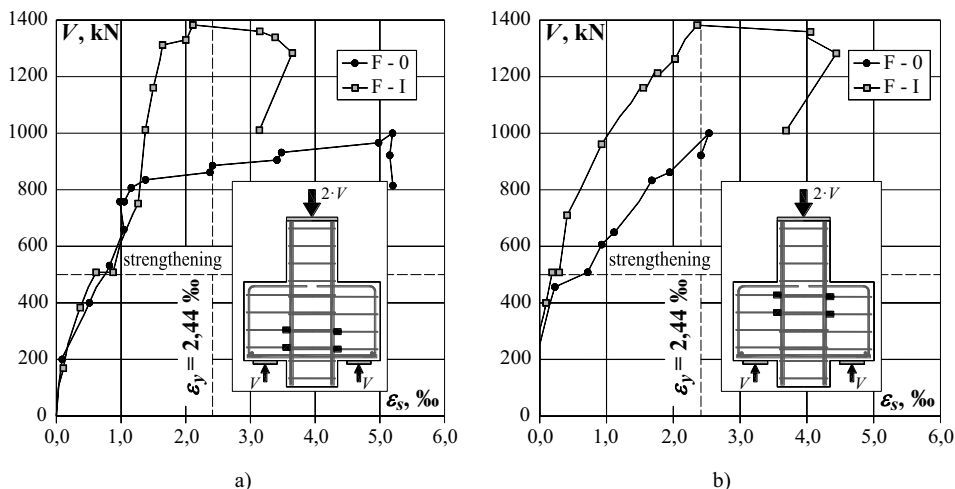 1400
V, kN
1200
1000
800
600
400
200
0
F - 0
F - I
2·V
strengthening
εy = 2,44 ‰
V
V
εs, ‰
0,0 1,0 2,0 3,0 4,0 5,0 6,0
a)
1400
V, kN
1200
1000
800
600
400
200
0
F - 0
F - I
2·V
strengthening
εy = 2,44 ‰
V
V
εs, ‰
0,0 1,0 2,0 3,0 4,0 5,0 6,0
b)